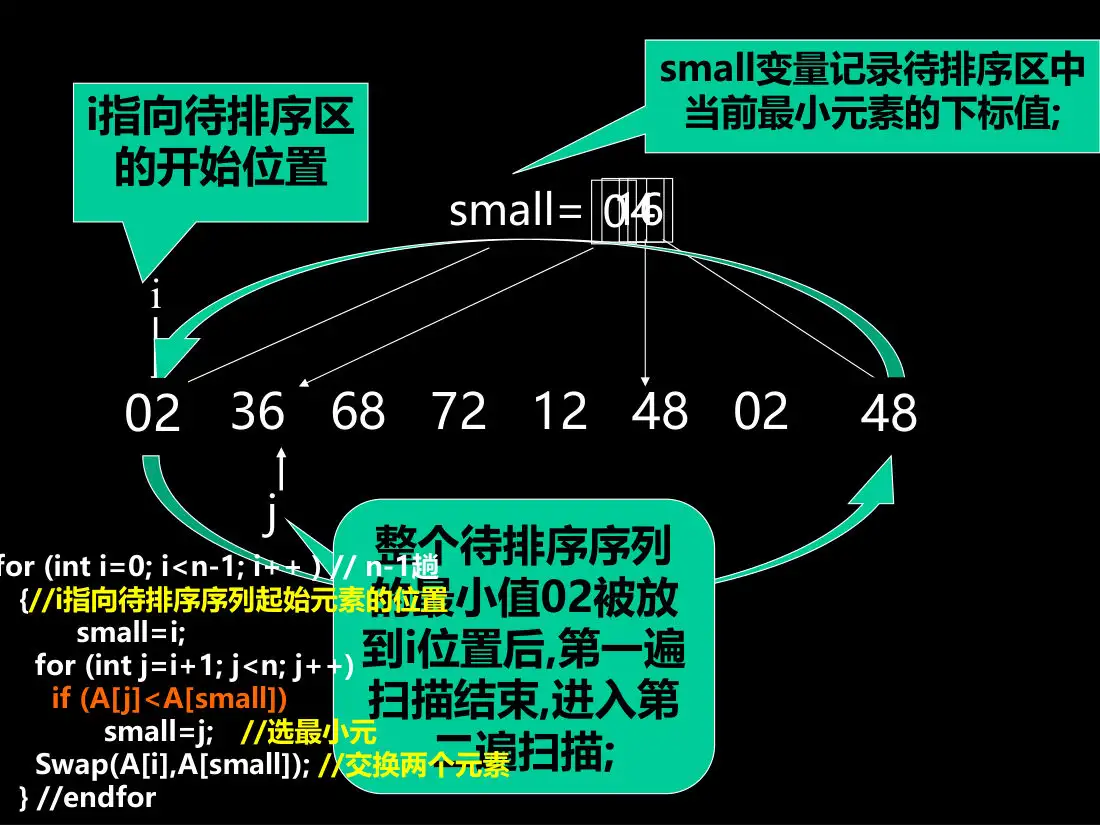 i指向待排序区
的开始位置
small变量记录待排序区中
当前最小元素的下标值;
small=
i
02 36 68 72 12 48 02 48
j
整个待排序序列
的最小值02被放
到i位置后,第一遍
扫描结束,进入第
二遍扫描;
for (int i=0; i<n-1; i++ ) // n-1趟
{//i指向待排序序列起始元素的位置
small=i;
for (int j=i+1; j<n; j++)
if (A[j]<A[small])
small=j; //选最小元
Swap(A[i],A[small]); //交换两个元素
} //endfor